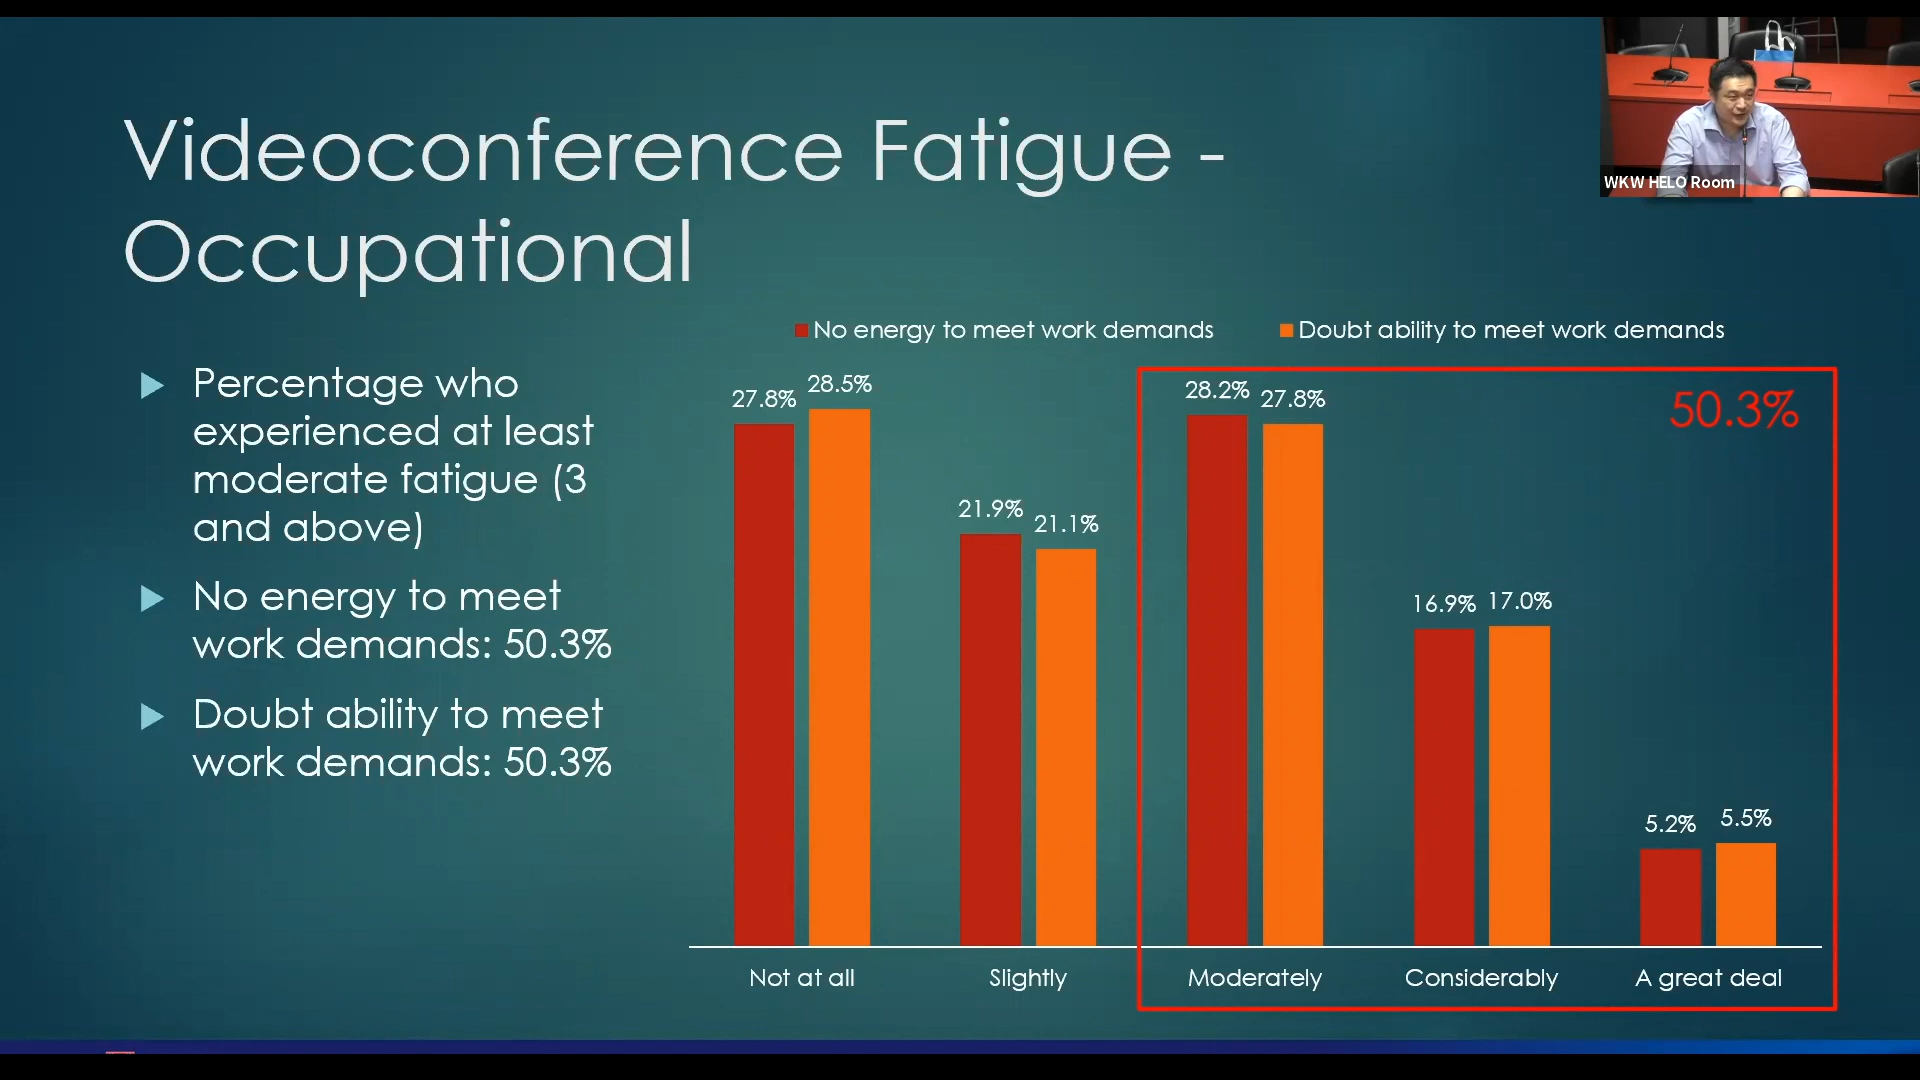 Videoconference Fatigue -
Occupational
WKW HELO Room
Percentage who
experienced at least
moderate fatigue (3
and above)
No energy to meet
work demands: 50.3%
Doubt ability to meet
work demands: 50.3%
No energy to meet work demands Doubt ability to meet work demands
50.3%
27.8% 28.5%
21.9% 21.1%
28.2% 27.8%
16.9% 17.0%
5.2% 5.5%
Not at all Slightly Moderately Considerably A great deal